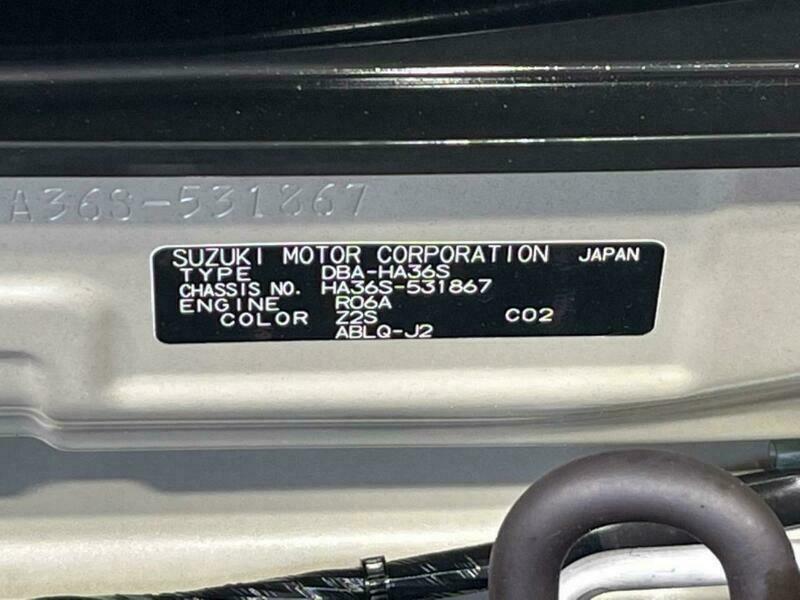 A36S-531867
SUZUKI MOTOR CORPORATION JAPAN
TYPE DBA-HA36S
CHASSIS NO. HA36S-531867
ENGINE R06A
COLOR Z2S C02
ABLQ-J2